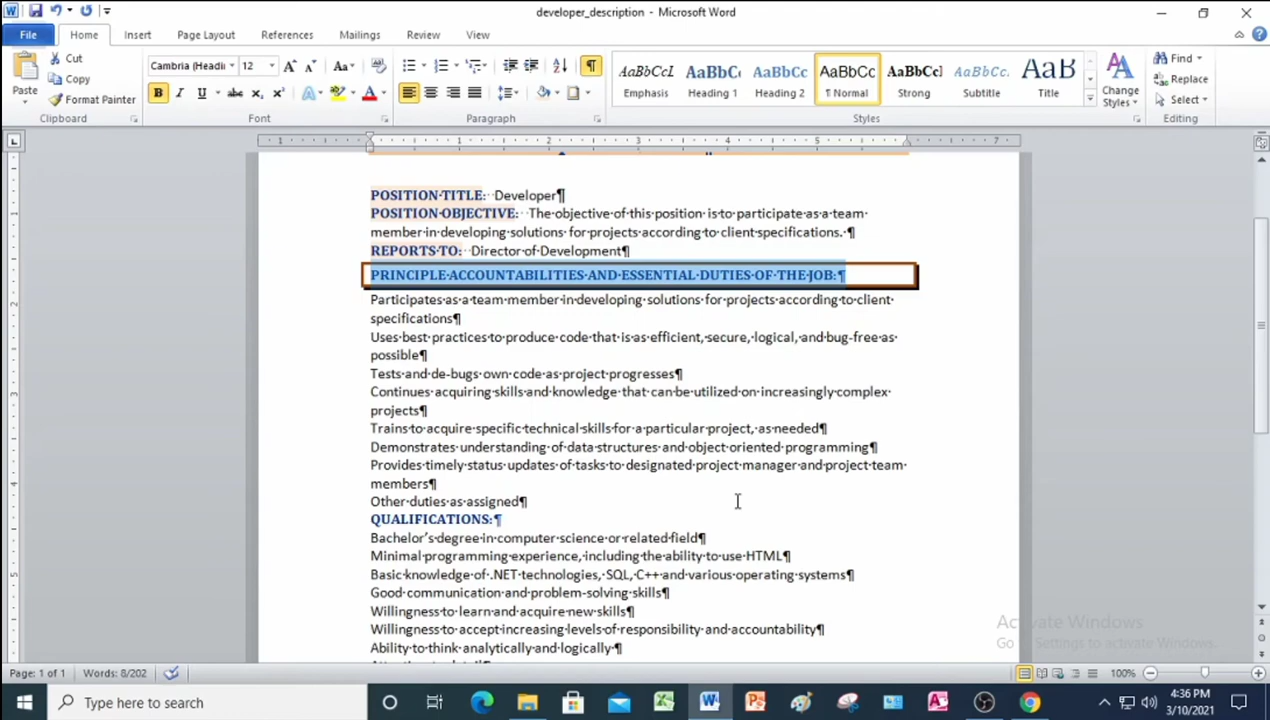 developer_description - Microsoft Word
File Home Insert Page Layout References Mailings Review View
Paste Cut Copy Format Painter
Cambria (Headi 12
AaBbCcI AaBbCc AaBbCc AaBbCc AaBbCc] AaBbCc. AaB
Emphasis Heading 1 Heading 2 ¶ Normal Strong Subtitle Title
Change Styles
Find Replace Select
Clipboard Font Paragraph Styles Editing
POSITION TITLE: Developer¶
POSITION OBJECTIVE: The objective of this position is to participate as a team
member in developing solutions for projects according to client specifications. ¶
REPORTS TO: Director of Development¶
PRINCIPLE ACCOUNTABILITIES AND ESSENTIAL DUTIES OF THE JOB:¶
Participates as a team member in developing solutions for projects according to client
specifications¶
Uses best practices to produce code that is as efficient, secure, logical, and bug-free as
possible¶
Tests and de-bugs own code as project progresses¶
Continues acquiring skills and knowledge that can be utilized on increasingly complex
projects¶
Trains to acquire specific technical skills for a particular project, as needed¶
Demonstrates understanding of data structures and object oriented programming¶
Provides timely status updates of tasks to designated project manager and project team
members¶
Other duties as assigned¶
QUALIFICATIONS:¶
Bachelor's degree in computer science or related field¶
Minimal programming experience, including the ability to use HTML¶
Basic knowledge of .NET technologies, SQL, C++ and various operating systems¶
Good communication and problem-solving skills¶
Willingness to learn and acquire new skills¶
Willingness to accept increasing levels of responsibility and accountability¶
Ability to think analytically and logically ¶
Activate Windows
Go to Settings to activate Windows.
Page: 1 of 1 Words: 8/202 100%
Type here to search
4:36 PM
3/10/2021